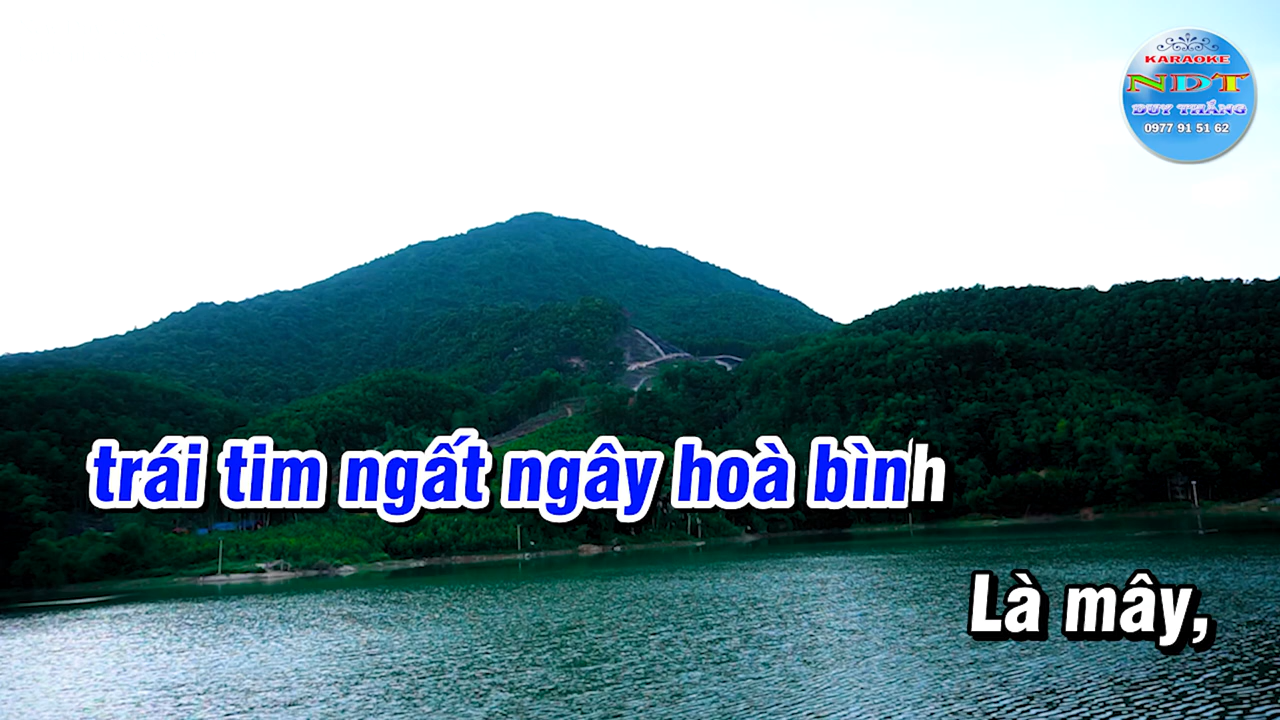 KARAOKE
NDT
DUY THẮNG
0977 91 51 62
trái tim ngất ngây hoà bình
Là mây,